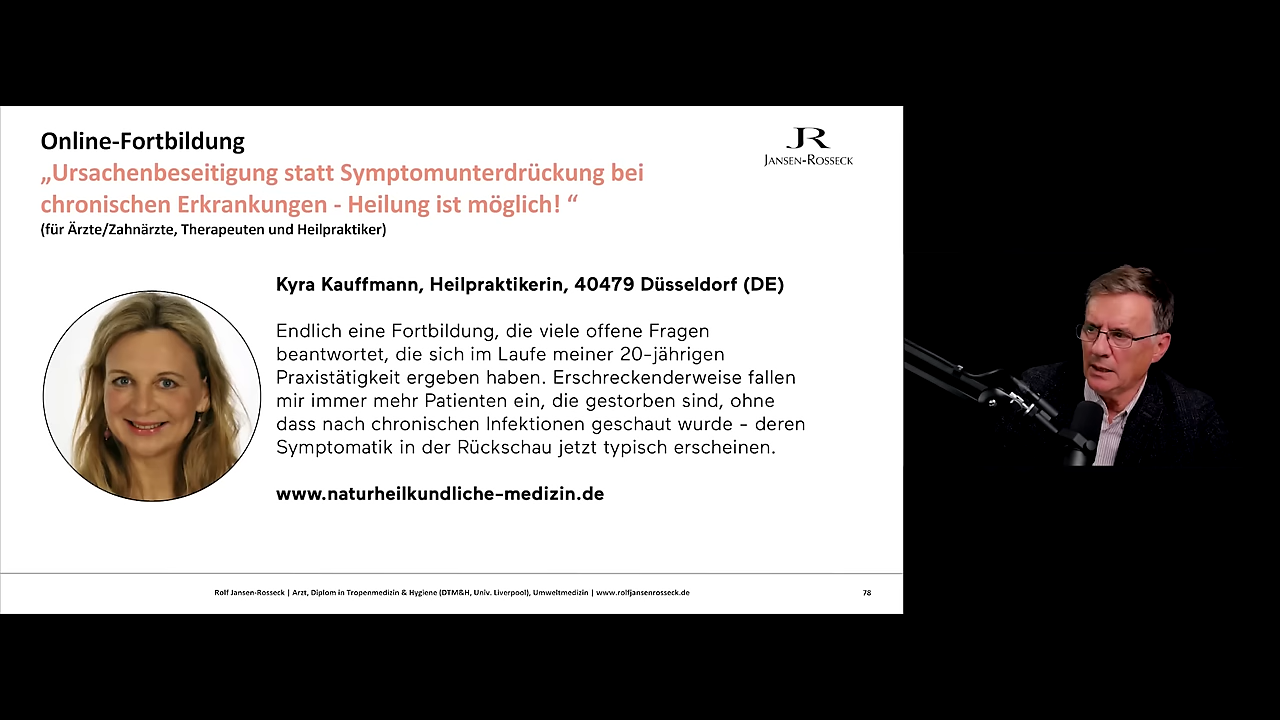 Online-Fortbildung
JR
JANSEN-ROSSECK
„Ursachenbeseitigung statt Symptomunterdrückung bei
chronischen Erkrankungen - Heilung ist möglich! “
(für Ärzte/Zahnärzte, Therapeuten und Heilpraktiker)
Kyra Kauffmann, Heilpraktikerin, 40479 Düsseldorf (DE)
Endlich eine Fortbildung, die viele offene Fragen
beantwortet, die sich im Laufe meiner 20-jährigen
Praxistätigkeit ergeben haben. Erschreckenderweise fallen
mir immer mehr Patienten ein, die gestorben sind, ohne
dass nach chronischen Infektionen geschaut wurde - deren
Symptomatik in der Rückschau jetzt typisch erscheinen.
www.naturheilkundliche-medizin.de
Rolf Jansen-Rosseck | Arzt, Diplom in Tropenmedizin & Hygiene (DTM&H, Univ. Liverpool), Umweltmedizin | www.rolfjansenrosseck.de
78